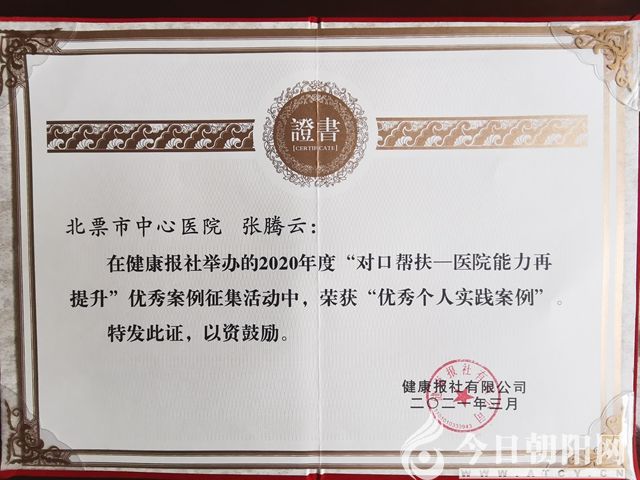 證書
[CERTIFICATE]
北票市中心医院 张腾云：
在健康报社举办的2020年度“对口帮扶—医院能力再
提升”优秀案例征集活动中，荣获“优秀个人实践案例”。
特发此证，以资鼓励。
健康报社有限公司
二〇二一年三月
今日朝阳网
WWW.ATCY.CN